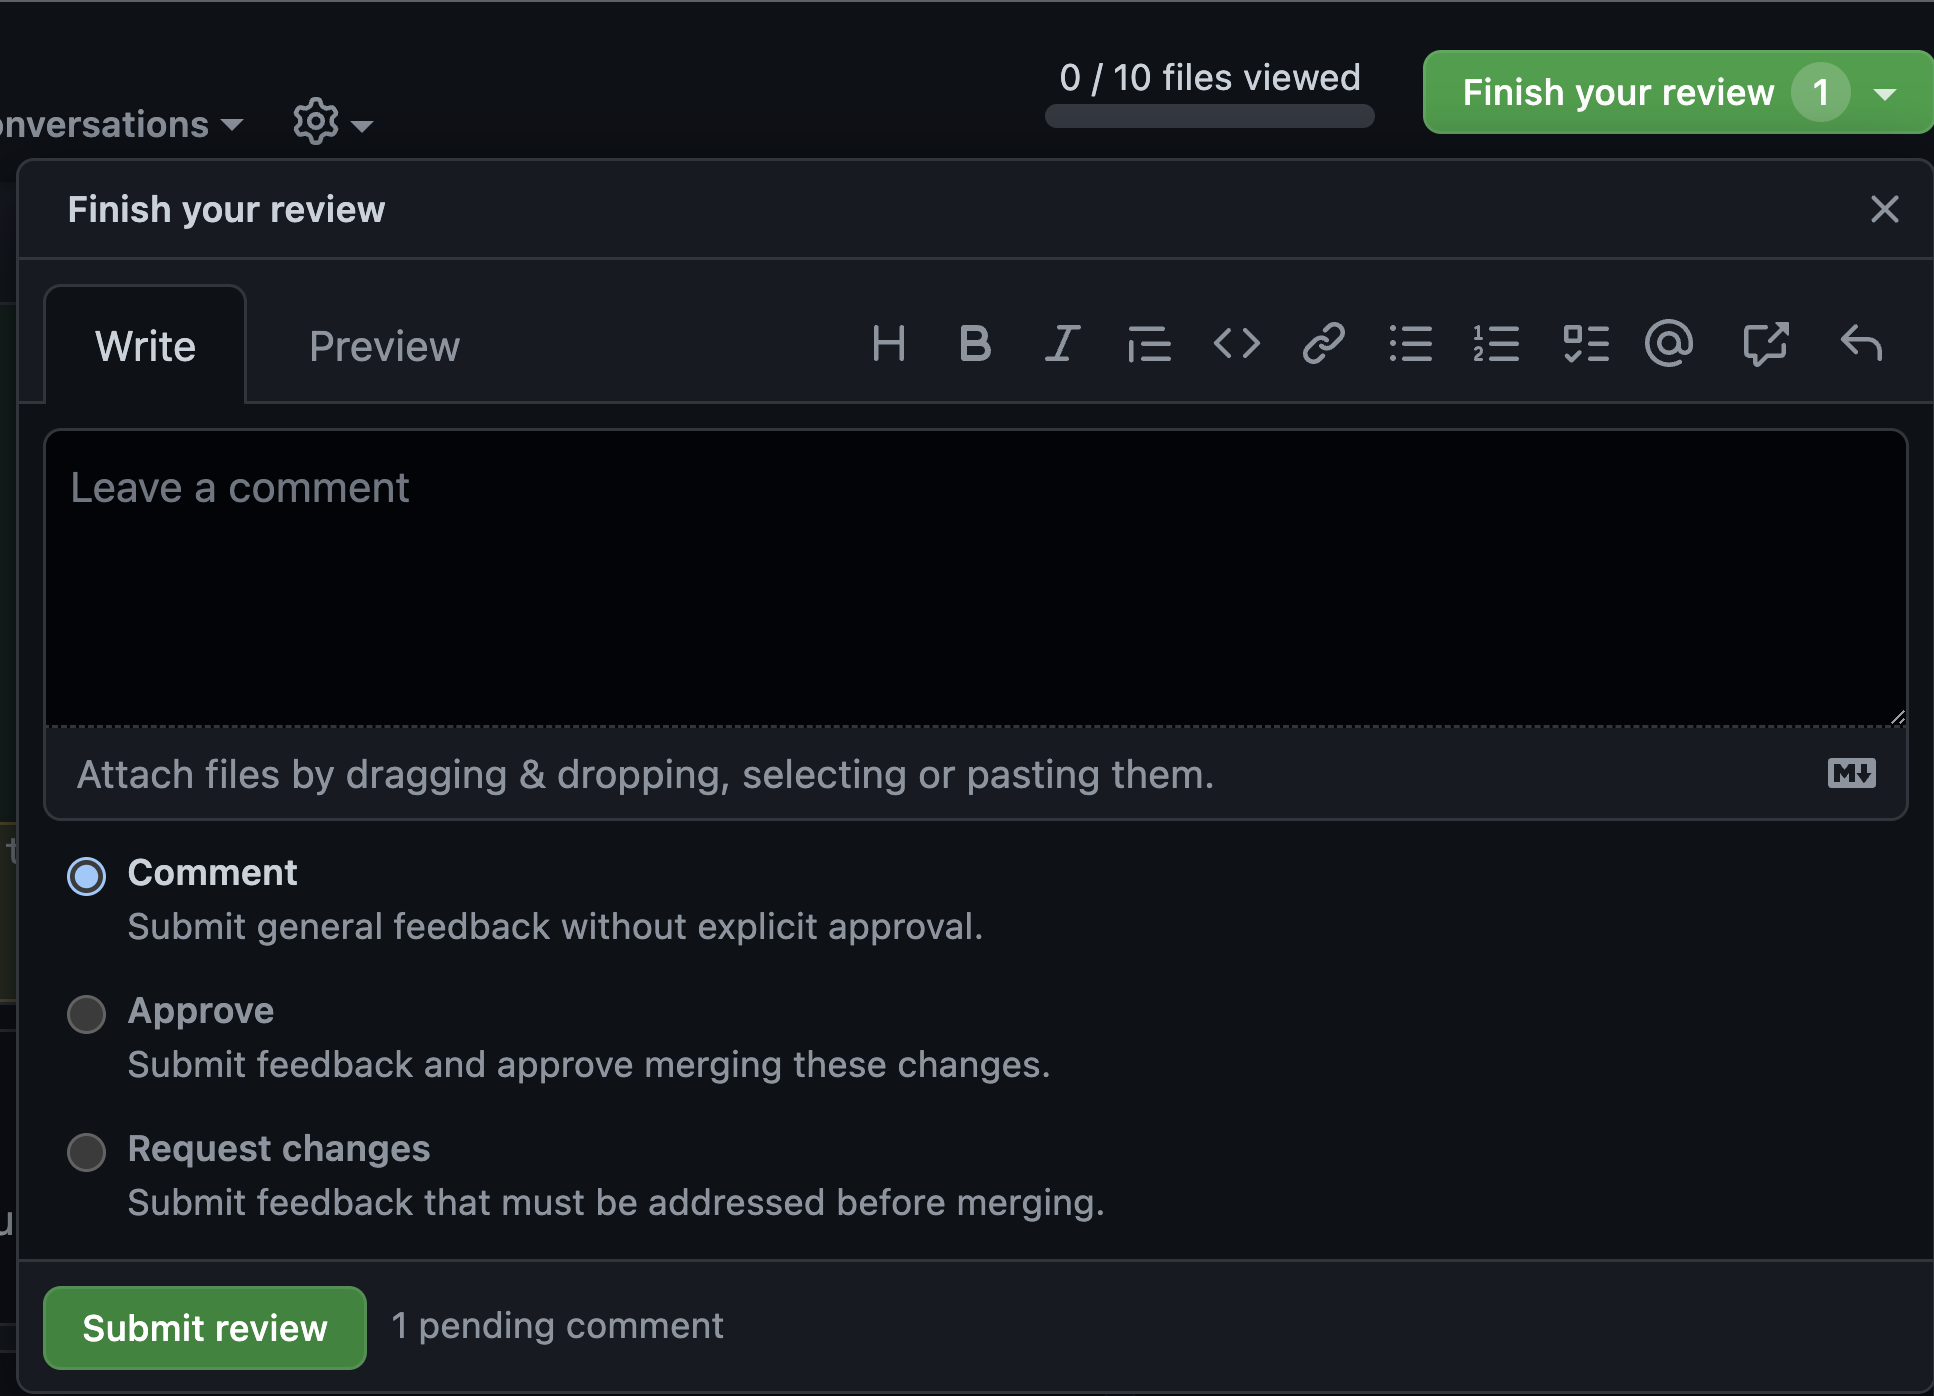 0 / 10 files viewed
Finish your review 1
onversations
Finish your review
Write
Preview
H B I
Leave a comment
Attach files by dragging & dropping, selecting or pasting them.
M
Comment
Submit general feedback without explicit approval.
Approve
Submit feedback and approve merging these changes.
Request changes
Submit feedback that must be addressed before merging.
Submit review
1 pending comment